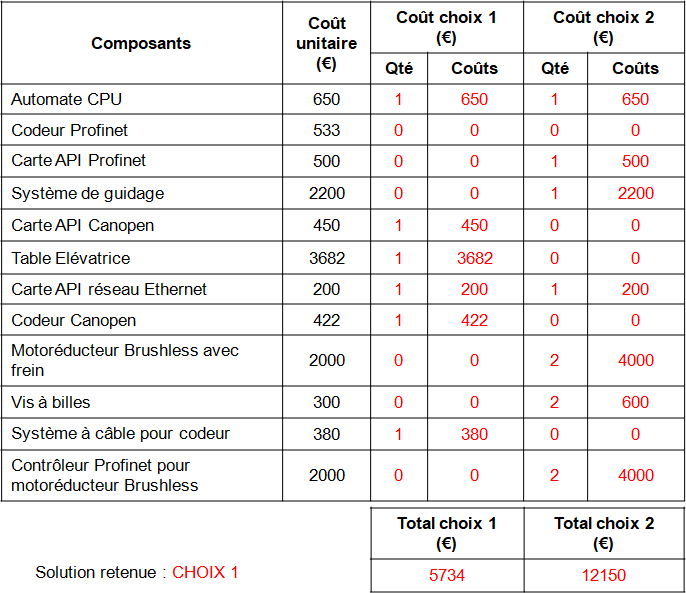 Composants Coût unitaire (€) Coût choix 1 (€) Coût choix 2 (€)
Qté Coûts Qté Coûts
Automate CPU 650 1 650 1 650
Codeur Profinet 533 0 0 0 0
Carte API Profinet 500 0 0 1 500
Système de guidage 2200 0 0 1 2200
Carte API Canopen 450 1 450 0 0
Table Elévatrice 3682 1 3682 0 0
Carte API réseau Ethernet 200 1 200 1 200
Codeur Canopen 422 1 422 0 0
Motoréducteur Brushless avec
frein 2000 0 0 2 4000
Vis à billes 300 0 0 2 600
Système à câble pour codeur 380 1 380 0 0
Contrôleur Profinet pour
motoréducteur Brushless 2000 0 0 2 4000
Total choix 1 (€) Total choix 2 (€)
Solution retenue : CHOIX 1 5734 12150